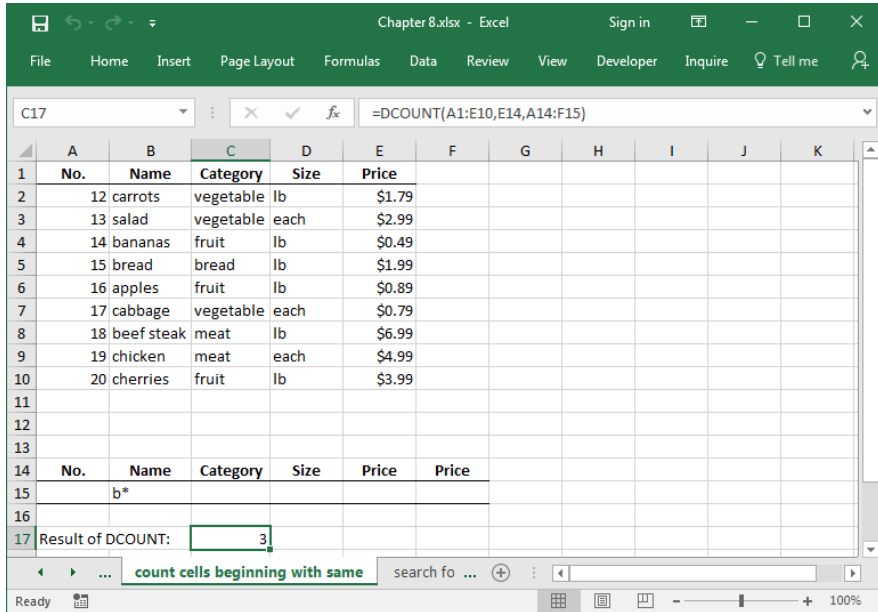 Chapter 8.xlsx - Excel Sign in
File Home Insert Page Layout Formulas Data Review View Developer Inquire Tell me
C17 fx =DCOUNT(A1:E10,E14,A14:F15)
A B C D E F G H I J K
1 No. Name Category Size Price
2 12 carrots vegetable lb $1.79
3 13 salad vegetable each $2.99
4 14 bananas fruit lb $0.49
5 15 bread bread lb $1.99
6 16 apples fruit lb $0.89
7 17 cabbage vegetable each $0.79
8 18 beef steak meat lb $6.99
9 19 chicken meat each $4.99
10 20 cherries fruit lb $3.99
11
12
13
14 No. Name Category Size Price Price
15 b*
16
17 Result of DCOUNT: 3
... count cells beginning with same search fo ...
Ready 100%